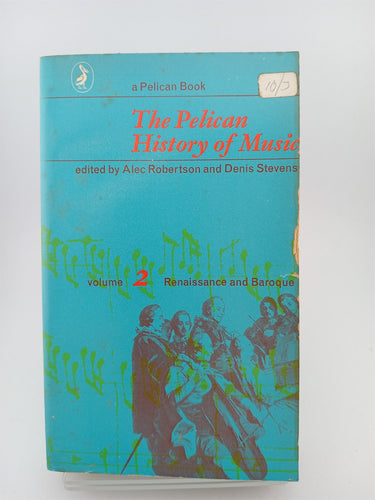 a Pelican Book
10/
The Pelican
History of Music
edited by Alec Robertson and Denis Stevens
volume 2 Renaissance and Baroque